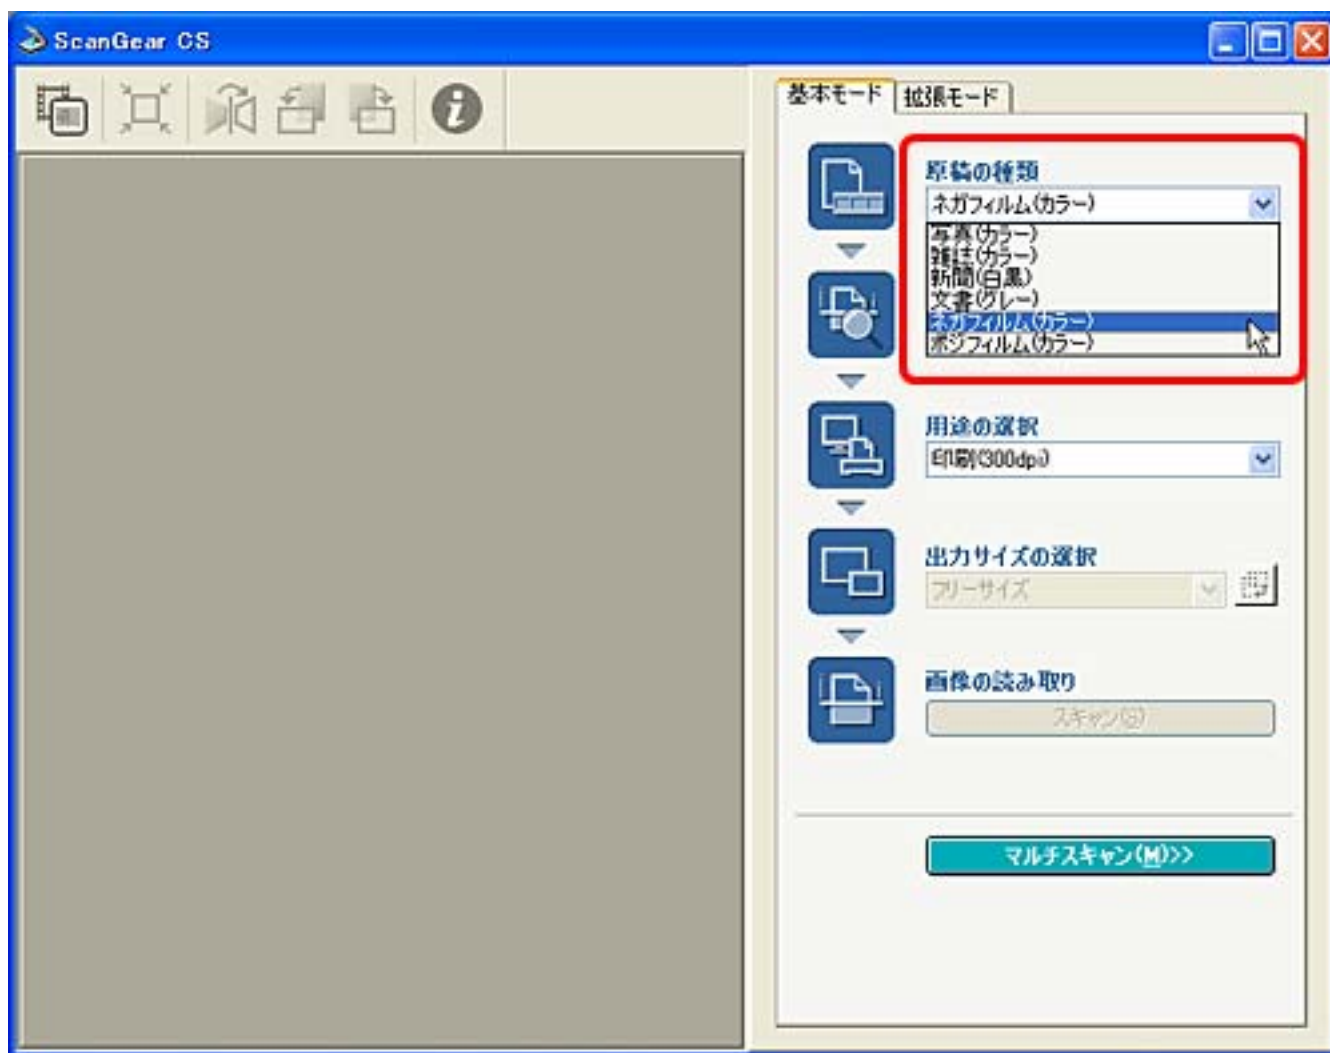 ScanGear CS
基本モード 拡張モード
原稿の種類
ネガフィルム(カラー)
写真(カラー)
雑誌(カラー)
新聞(白黒)
文書(グレー)
ネガフィルム(カラー)
ポジフィルム(カラー)
用途の選択
印刷(300dpi)
出力サイズの選択
フリーサイズ
画像の読み取り
スキャン(S)
マルチスキャン(M)>>